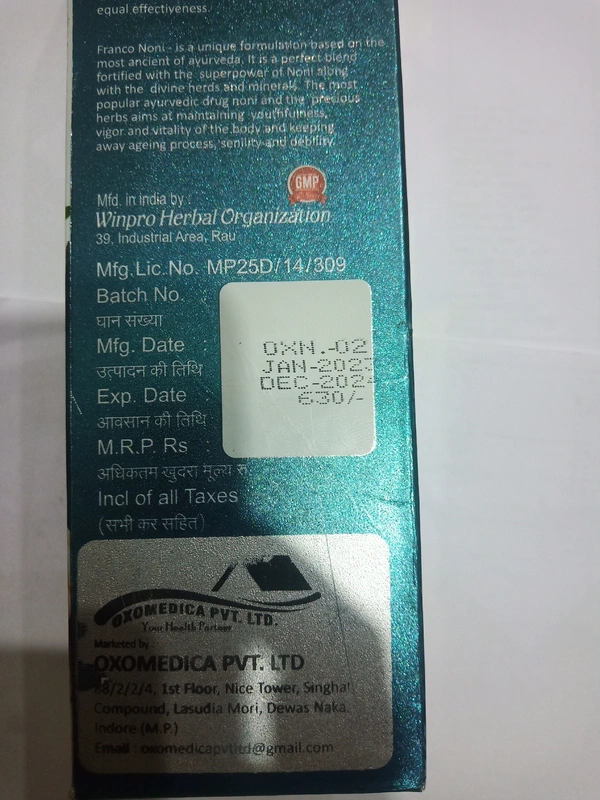 equal effectiveness.
Franco Noni - is a unique formulation based on the
most ancient of ayurveda. It is a perfect blend
fortified with the superpower of Noni along
with the divine herbs and minerals. The most
popular ayurvedic drug noni and the precious
herbs aims at maintaining youthfulness,
vigor and vitality of the body and keeping
away ageing process, senility and debility.
GMP
Mfd. in india by :
Winpro Herbal Organization
39, Industrial Area, Rau
Mfg.Lic.No. MP25D/14/309
Batch No.
घान संख्या
OXN.-02
Mfg. Date :
JAN-2023
उत्पादन की तिथि
DEC-2024
Exp. Date :
630/-
आवसान की तिथि
M.R.P. Rs
अधिकतम खुदरा मूल्य रु
Incl of all Taxes
(सभी कर सहित)
OXOMEDICA PVT. LTD.
Your Health Partner
Marketed by
OXOMEDICA PVT. LTD
1st Floor, Nice Tower, Singhal
Compound, Lasudia Mori, Dewas Naka,
Indore (M.P.)
Email : oxomedicapvtltd@gmail.com